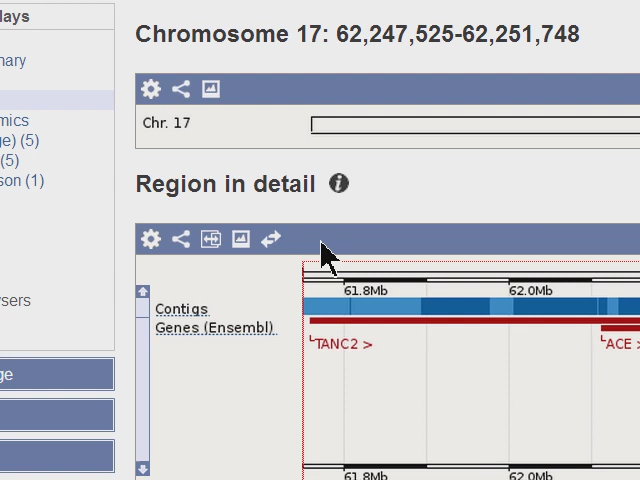 lays
Chromosome 17: 62,247,525-62,251,748
nary
Chr. 17
mics
ge) (5)
(5)
son (1)
Region in detail i
61.8Mb 62.0Mb
wsers
Contigs
Genes (Ensembl)
TANC2 > ACE >
ge
61.8Mb 62.0Mb